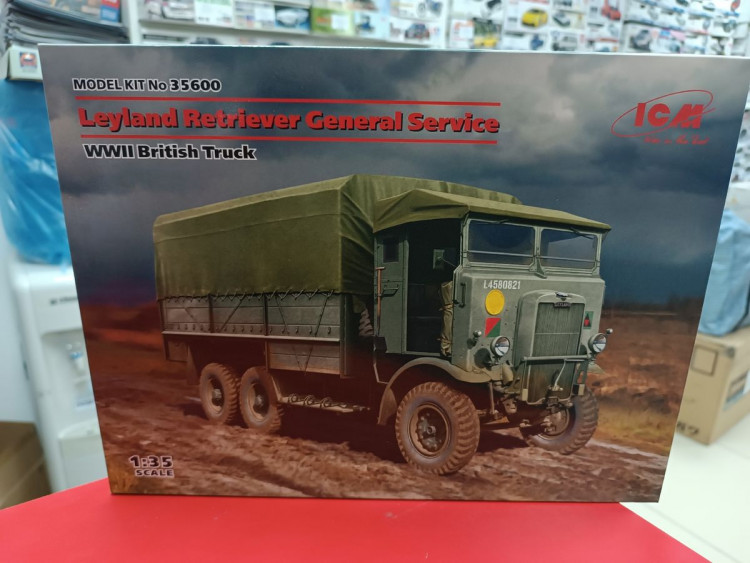 MODEL KIT No 35600
Leyland Retriever General Service
WWII British Truck
ICM
L4580821
1:35
SCALE